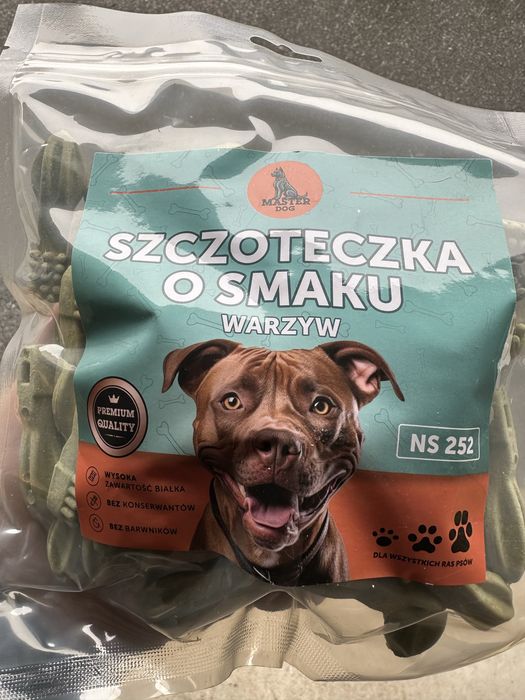 MASTER
DOG
SZCZOTECZKA
O SMAKU
WARZYW
PREMIUM
QUALITY
NS 252
WYSOKA
ZAWARTOŚĆ BIAŁKA
BEZ KONSERWANTÓW
BEZ BARWNIKÓW
DLA WSZYSTKICH RAS PSÓW